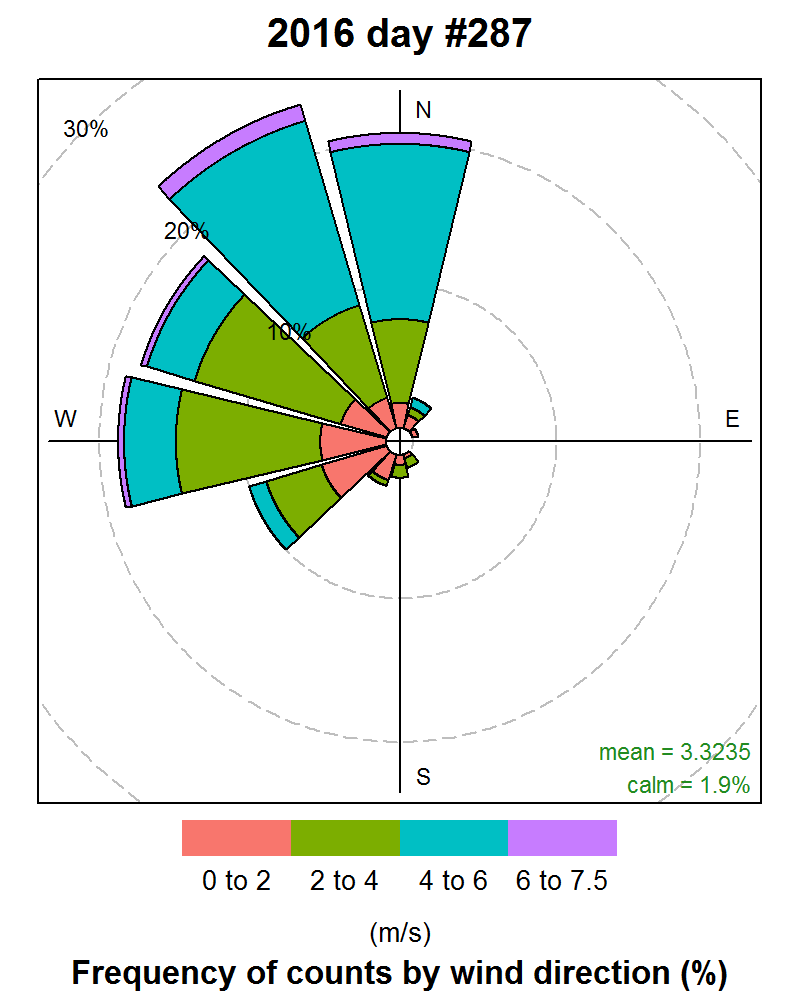 2016 day #287
N
30%
20%
10%
W
E
S
mean = 3.3235
calm = 1.9%
0 to 2 2 to 4 4 to 6 6 to 7.5
(m/s)
Frequency of counts by wind direction (%)